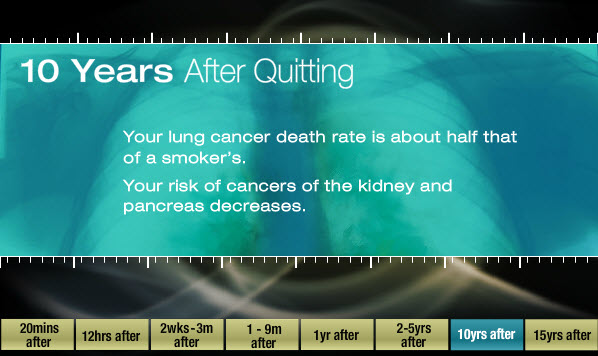 10 Years After Quitting
Your lung cancer death rate is about half that
of a smoker's.
Your risk of cancers of the kidney and
pancreas decreases.
20mins
after
12hrs after
2wks-3m
after
1 - 9m
after
1yr after
2-5yrs
after
10yrs after
15yrs after